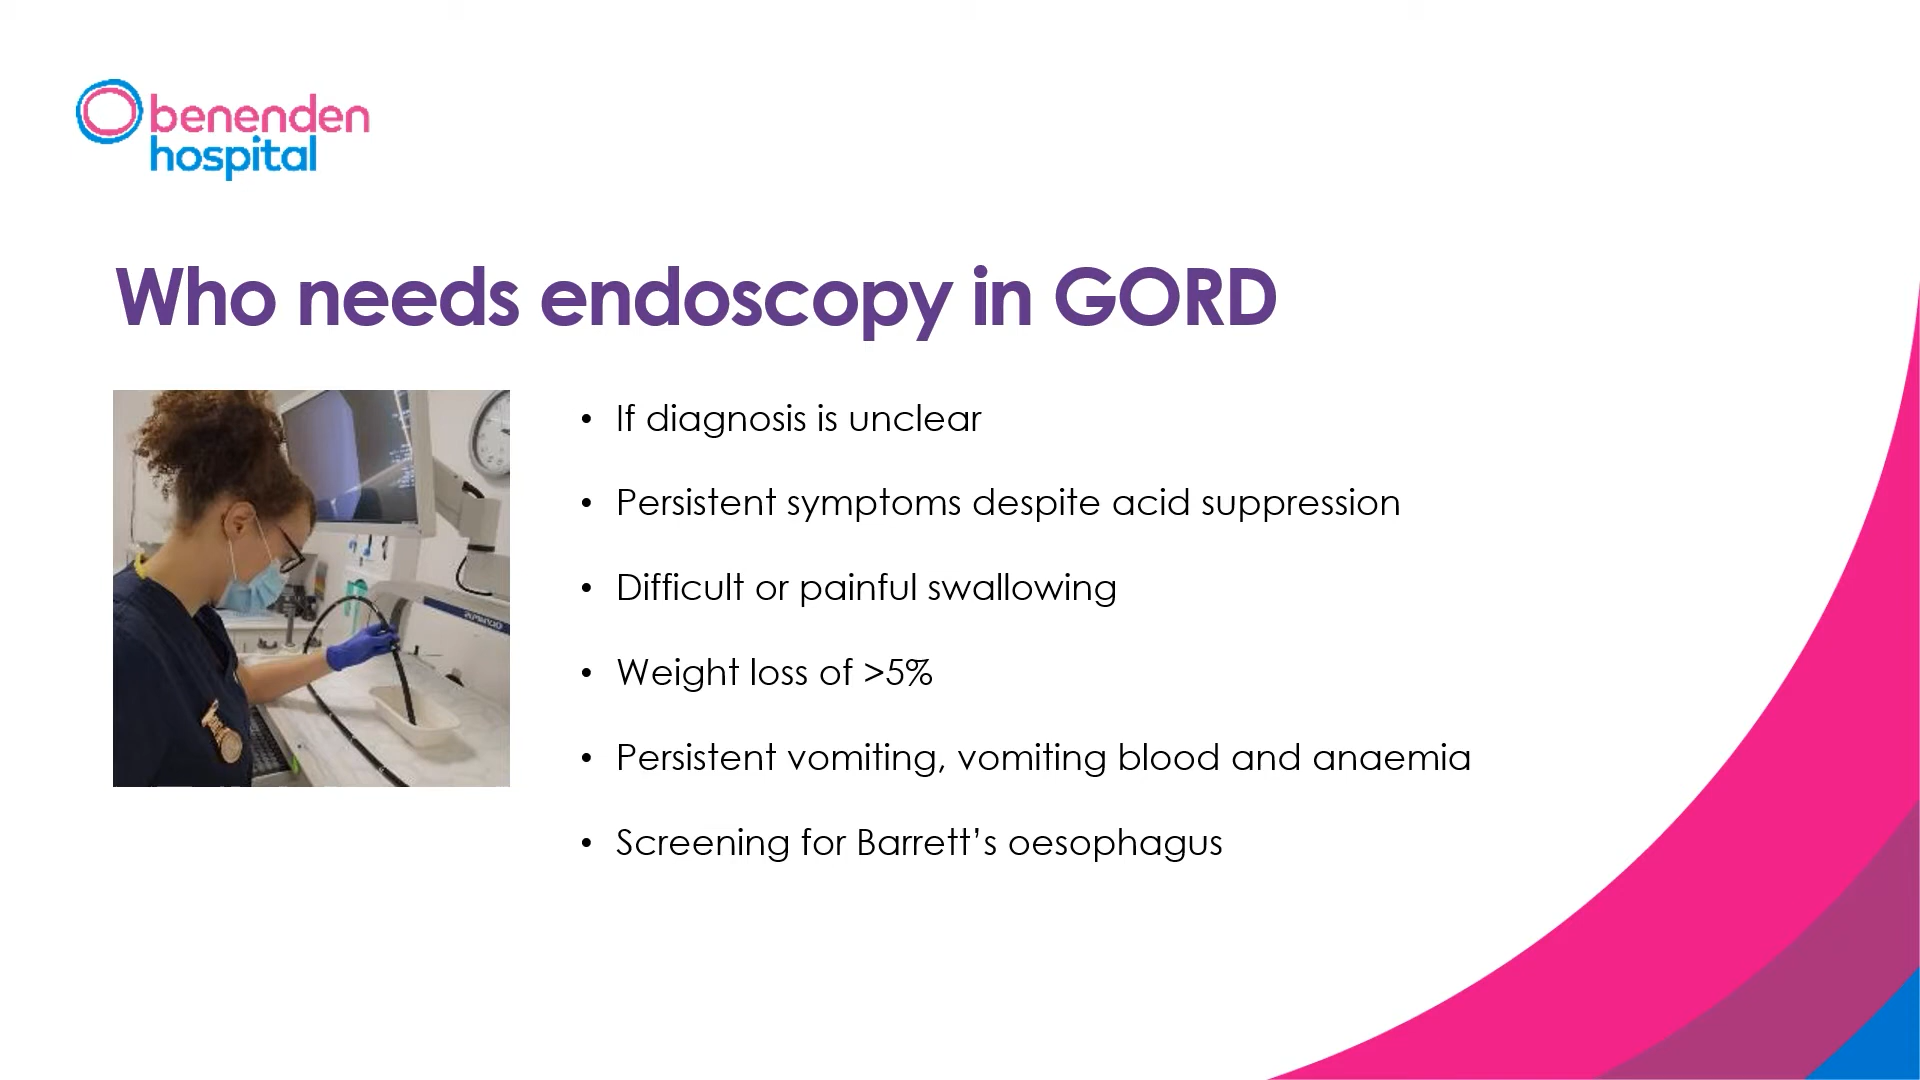 benenden
hospital
Who needs endoscopy in GORD
• If diagnosis is unclear
• Persistent symptoms despite acid suppression
• Difficult or painful swallowing
• Weight loss of >5%
• Persistent vomiting, vomiting blood and anaemia
• Screening for Barrett’s oesophagus
OLYMPUS